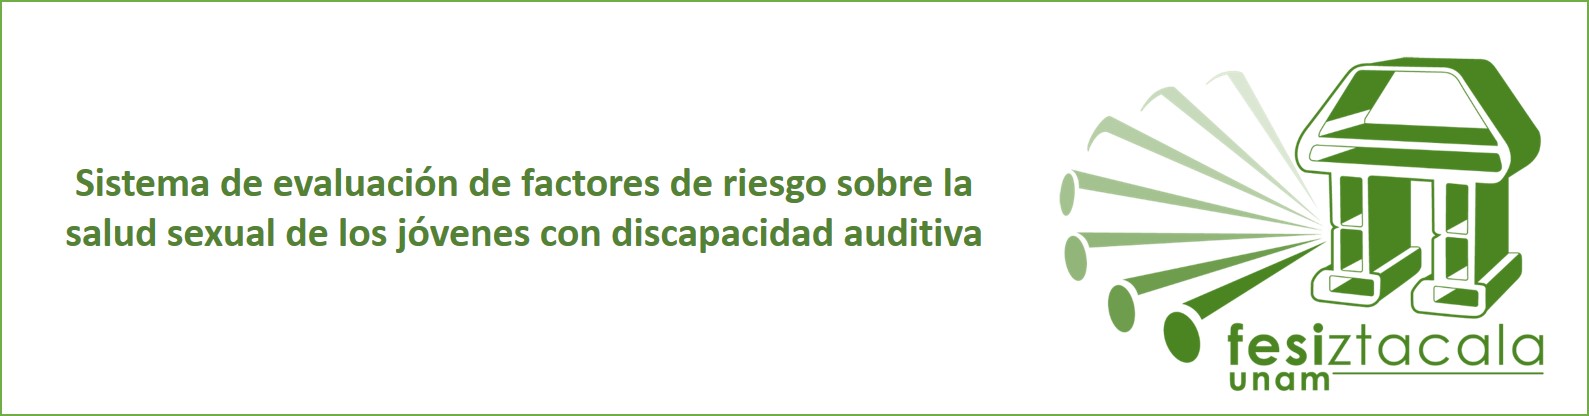 Sistema de evaluación de factores de riesgo sobre la
salud sexual de los jóvenes con discapacidad auditiva
fesiztacala
unam